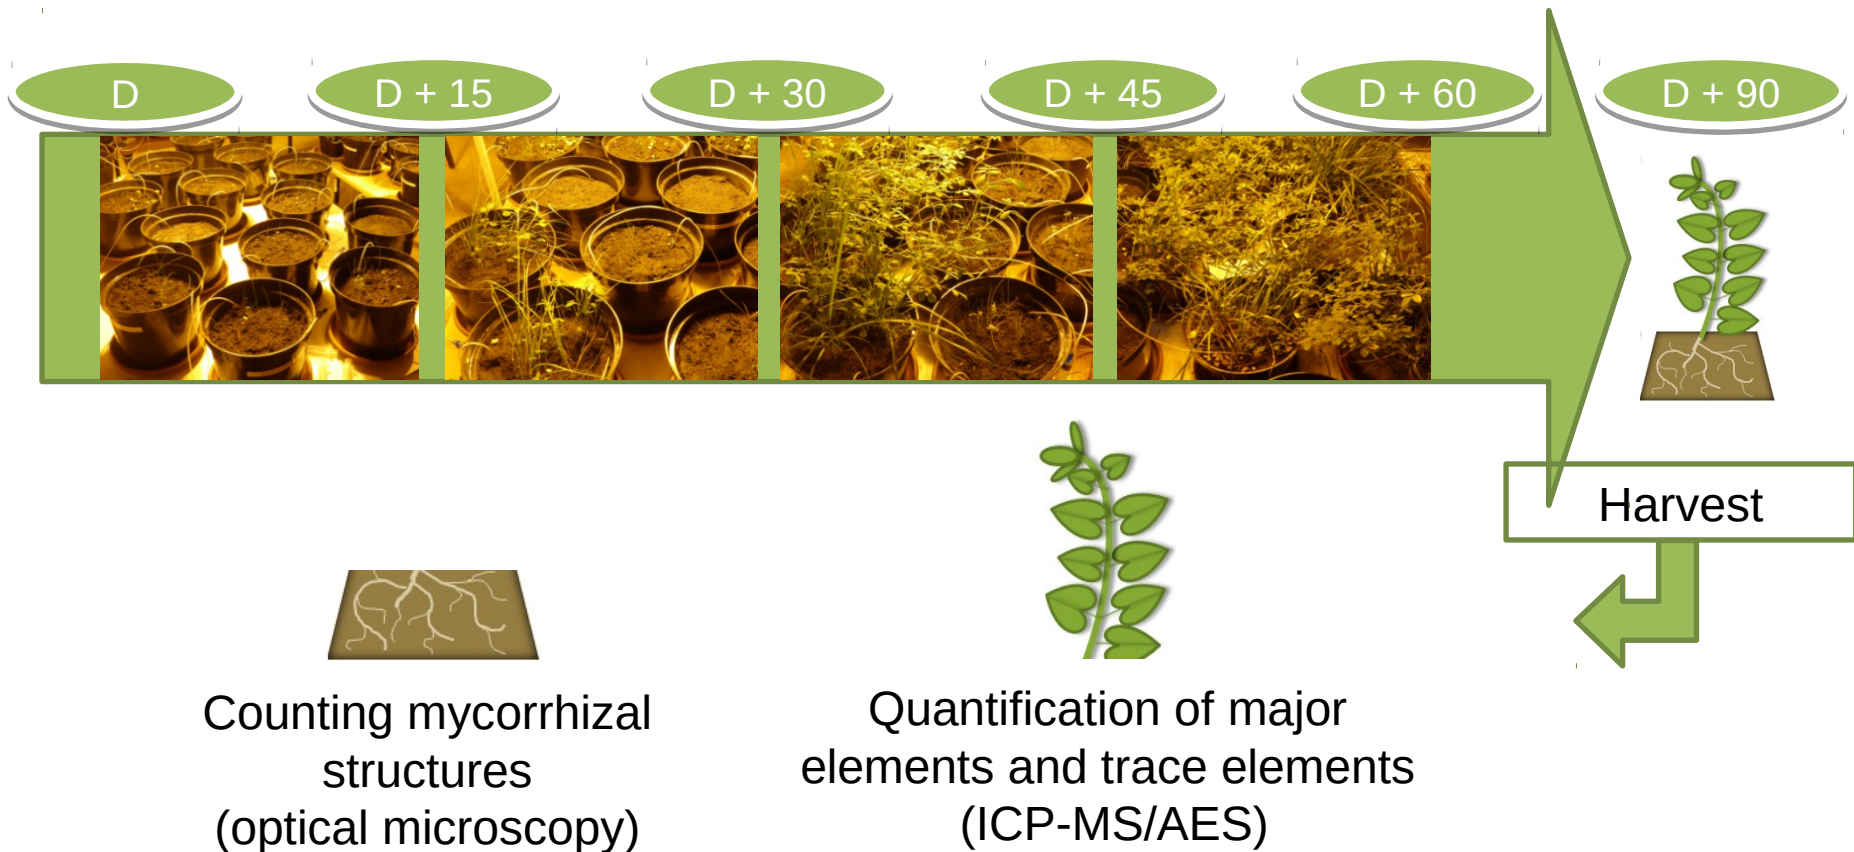 D
D + 15
D + 30
D + 45
D + 60
D + 90
Harvest
Counting mycorrhizal
structures
(optical microscopy)
Quantification of major
elements and trace elements
(ICP-MS/AES)